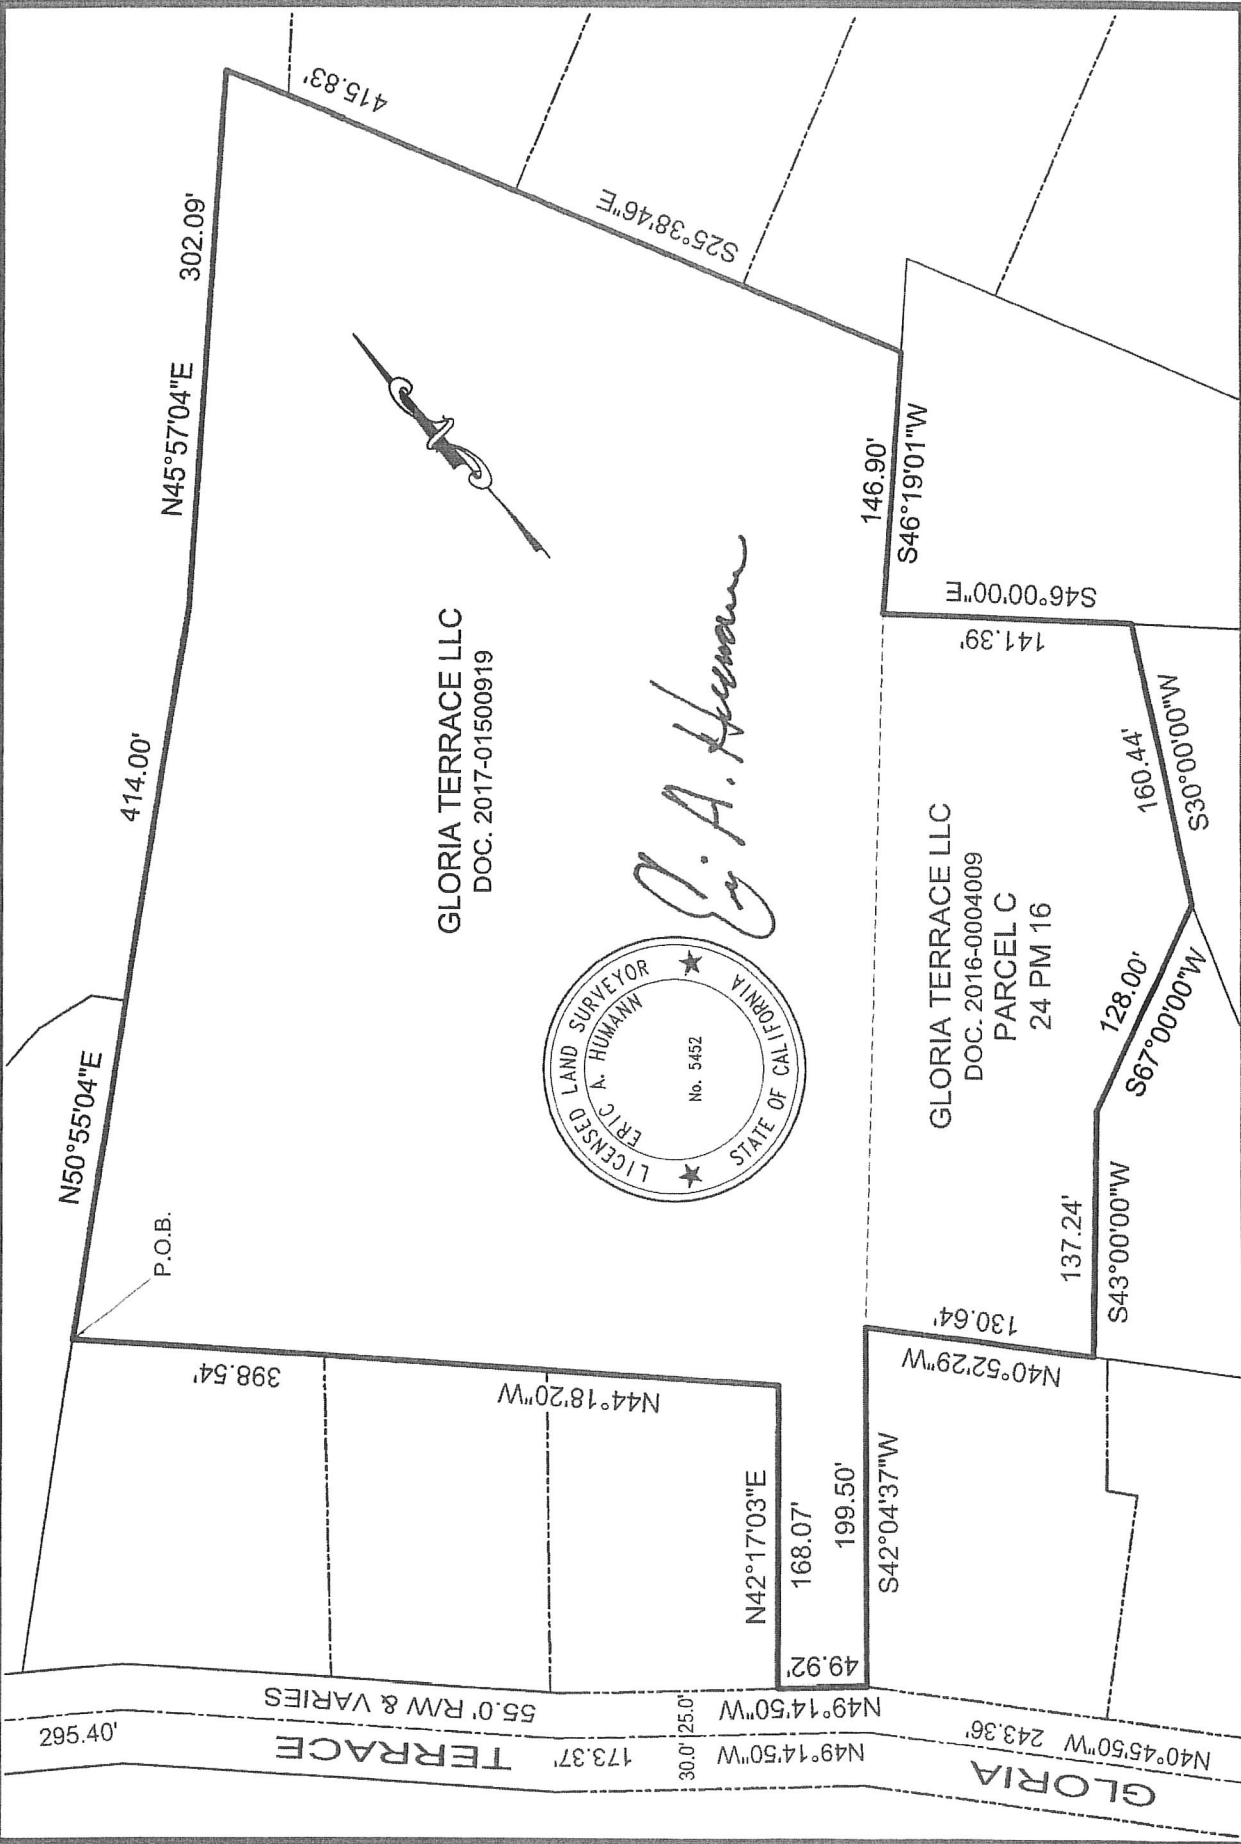 P.O.B.
N50°55'04"E
414.00'
N45°57'04"E
302.09'
415.83'
S25°38'46"E
146.90'
S46°19'01"W
S46°00'00"E
141.39'
160.44'
S30°00'00"W
128.00'
S67°00'00"W
137.24'
S43°00'00"W
130.64'
N40°52'29"W
199.50'
S42°04'37"W
49.92'
N42°17'03"E
168.07'
N44°18'20"W
398.54'
GLORIA TERRACE LLC
DOC. 2017-01500919
LICENSED LAND SURVEYOR
ERIC A. HUMANN
No. 5452
STATE OF CALIFORNIA
E. A. Humann
GLORIA TERRACE LLC
DOC. 2016-0004009
PARCEL C
24 PM 16
295.40'
55.0' R/W & VARIES
GLORIA TERRACE
173.37'
30.0'
25.0'
N49°14'50"W
N49°14'50"W
N40°45'50"W 243.36'